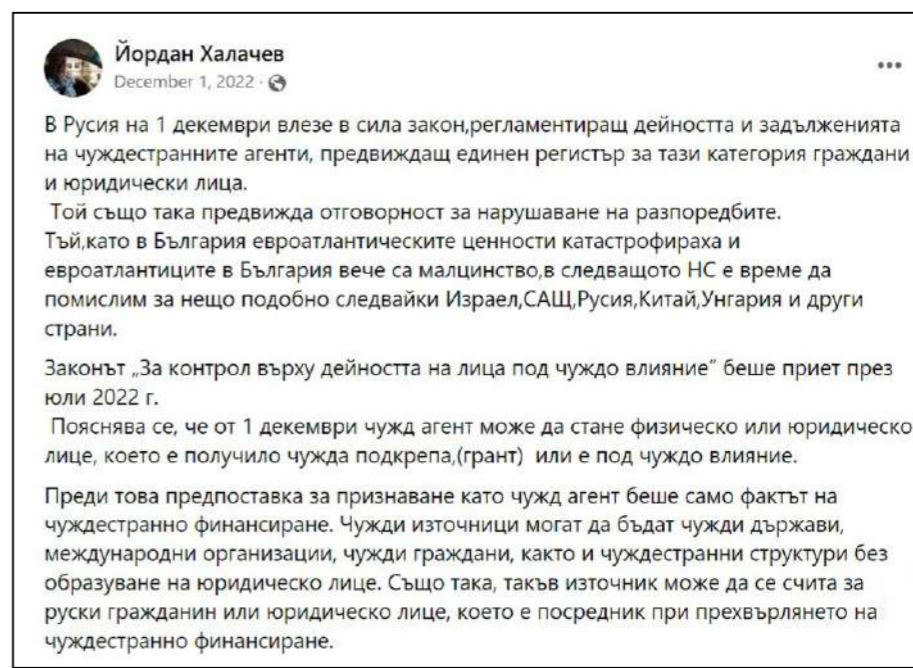 Йордан Халачев
December 1, 2022 ·
В Русия на 1 декември влезе в сила закон,регламентиращ дейността и задълженията
на чуждестранните агенти, предвиждащ единен регистър за тази категория граждани
и юридически лица.
Той също така предвижда отговорност за нарушаване на разпоредбите.
Тъй,като в България евроатлантическите ценности катастрофираха и
евроатлантиците в България вече са малцинство,в следващото НС е време да
помислим за нещо подобно следвайки Израел,САЩ,Русия,Китай,Унгария и други
страни.
Законът „За контрол върху дейността на лица под чуждо влияние“ беше приет през
юли 2022 г.
Пояснява се, че от 1 декември чужд агент може да стане физическо или юридическо
лице, което е получило чужда подкрепа,(грант) или е под чуждо влияние.
Преди това предпоставка за признаване като чужд агент беше само фактът на
чуждестранно финансиране. Чужди източници могат да бъдат чужди държави,
международни организации, чужди граждани, както и чуждестранни структури без
образуване на юридическо лице. Също така, такъв източник може да се счита за
руски гражданин или юридическо лице, което е посредник при прехвърлянето на
чуждестранно финансиране.